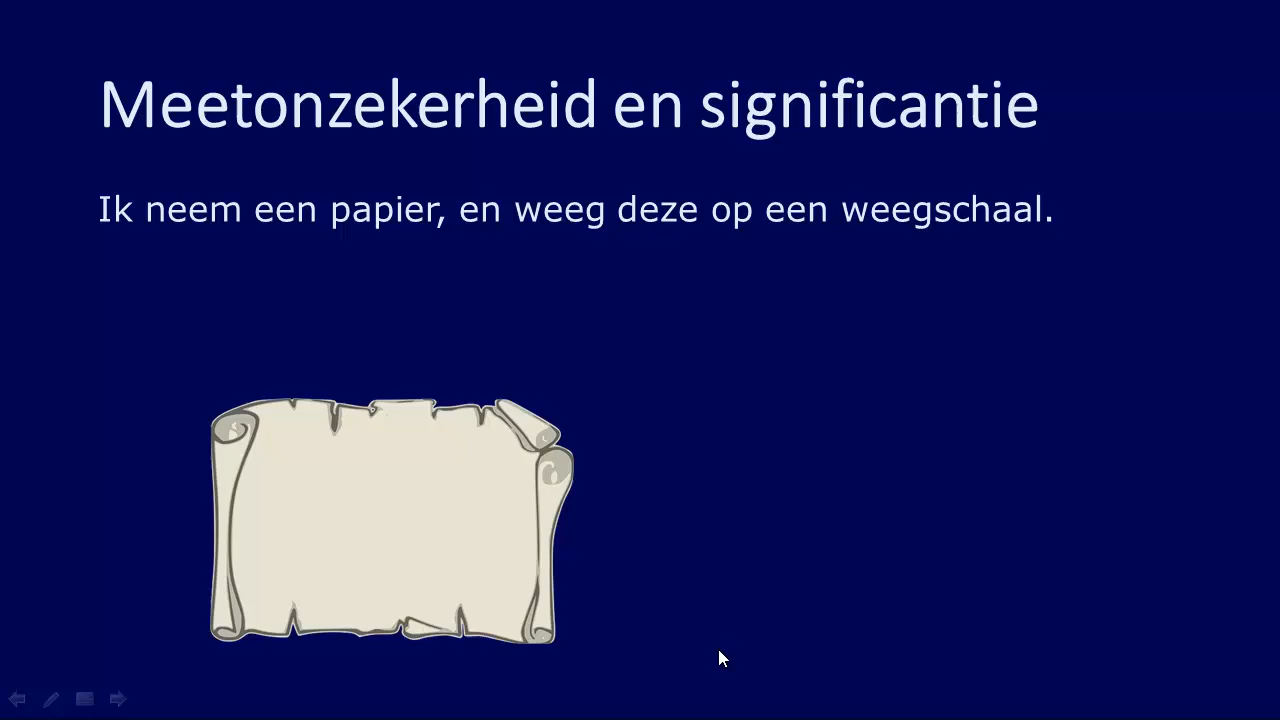 Meetonzekerheid en significantie
Ik neem een papier, en weeg deze op een weegschaal.